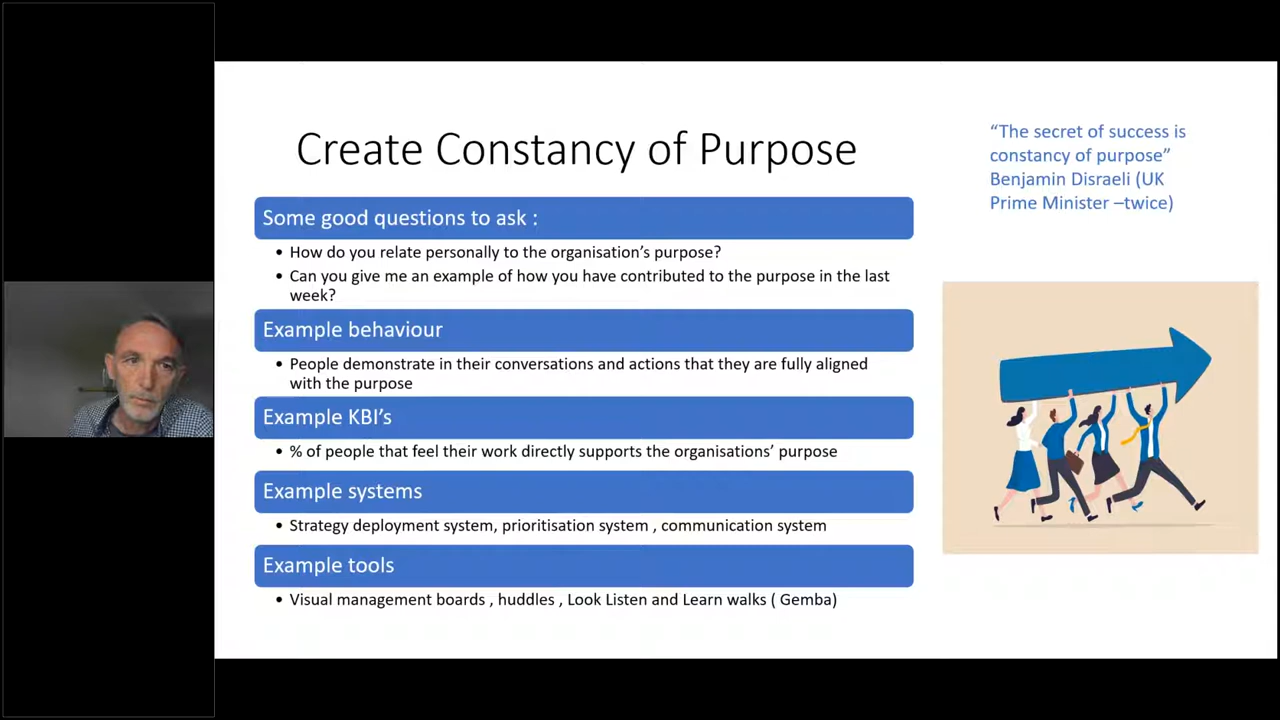 Create Constancy of Purpose
“The secret of success is
constancy of purpose”
Benjamin Disraeli (UK
Prime Minister –twice)
Some good questions to ask :
• How do you relate personally to the organisation’s purpose?
• Can you give me an example of how you have contributed to the purpose in the last
week?
Example behaviour
• People demonstrate in their conversations and actions that they are fully aligned
with the purpose
Example KBI’s
• % of people that feel their work directly supports the organisations’ purpose
Example systems
• Strategy deployment system, prioritisation system , communication system
Example tools
• Visual management boards , huddles , Look Listen and Learn walks ( Gemba)